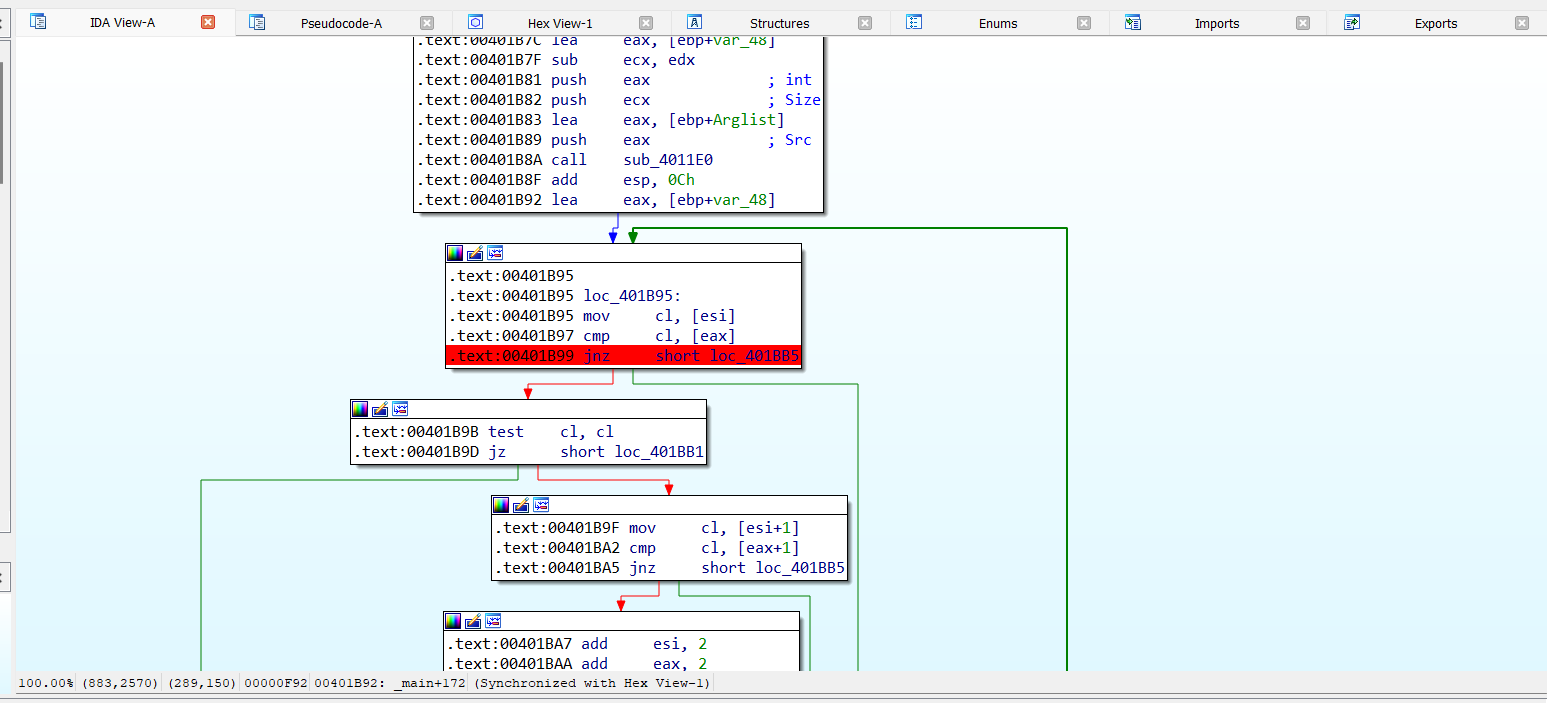 IDA View-A Pseudocode-A Hex View-1 Structures Enums Imports Exports
.text:00401B7C lea eax, [ebp+var_48]
.text:00401B7F sub ecx, edx
.text:00401B81 push eax ; int
.text:00401B82 push ecx ; Size
.text:00401B83 lea eax, [ebp+Arglist]
.text:00401B89 push eax ; Src
.text:00401B8A call sub_4011E0
.text:00401B8F add esp, 0Ch
.text:00401B92 lea eax, [ebp+var_48]
.text:00401B95
.text:00401B95 loc_401B95:
.text:00401B95 mov cl, [esi]
.text:00401B97 cmp cl, [eax]
.text:00401B99 jnz short loc_401BB5
.text:00401B9B test cl, cl
.text:00401B9D jz short loc_401BB1
.text:00401B9F mov cl, [esi+1]
.text:00401BA2 cmp cl, [eax+1]
.text:00401BA5 jnz short loc_401BB5
.text:00401BA7 add esi, 2
.text:00401BAA add eax, 2
100.00% (883,2570) (289,150) 00000F92 00401B92: _main+172 (Synchronized with Hex View-1)